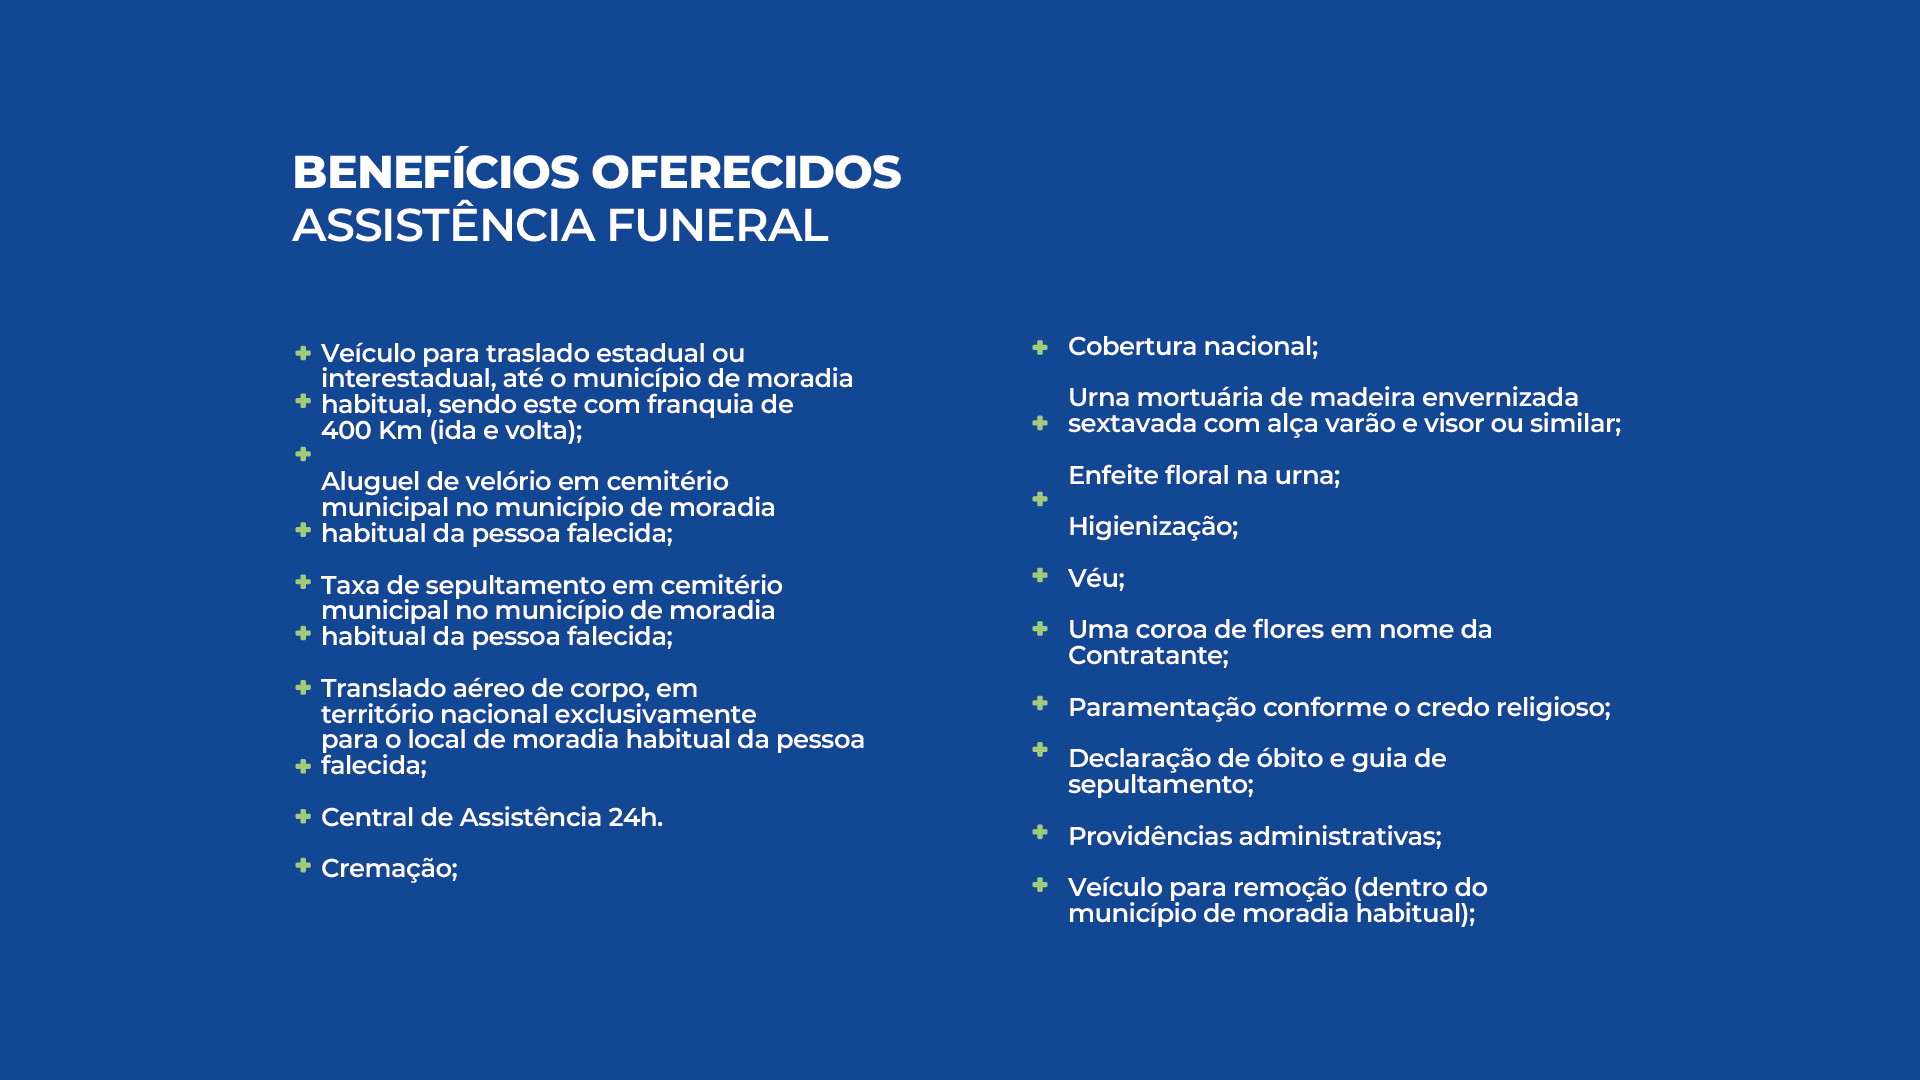 BENEFÍCIOS OFERECIDOS
ASSISTÊNCIA FUNERAL
Veículo para traslado estadual ou
interestadual, até o município de moradia
habitual, sendo este com franquia de
400 Km (ida e volta);
Aluguel de velório em cemitério
municipal no município de moradia
habitual da pessoa falecida;
Taxa de sepultamento em cemitério
municipal no município de moradia
habitual da pessoa falecida;
Translado aéreo de corpo, em
território nacional exclusivamente
para o local de moradia habitual da pessoa
falecida;
Central de Assistência 24h.
Cremação;
Cobertura nacional;
Urna mortuária de madeira envernizada
sextavada com alça varão e visor ou similar;
Enfeite floral na urna;
Higienização;
Véu;
Uma coroa de flores em nome da
Contratante;
Paramentação conforme o credo religioso;
Declaração de óbito e guia de
sepultamento;
Providências administrativas;
Veículo para remoção (dentro do
município de moradia habitual);